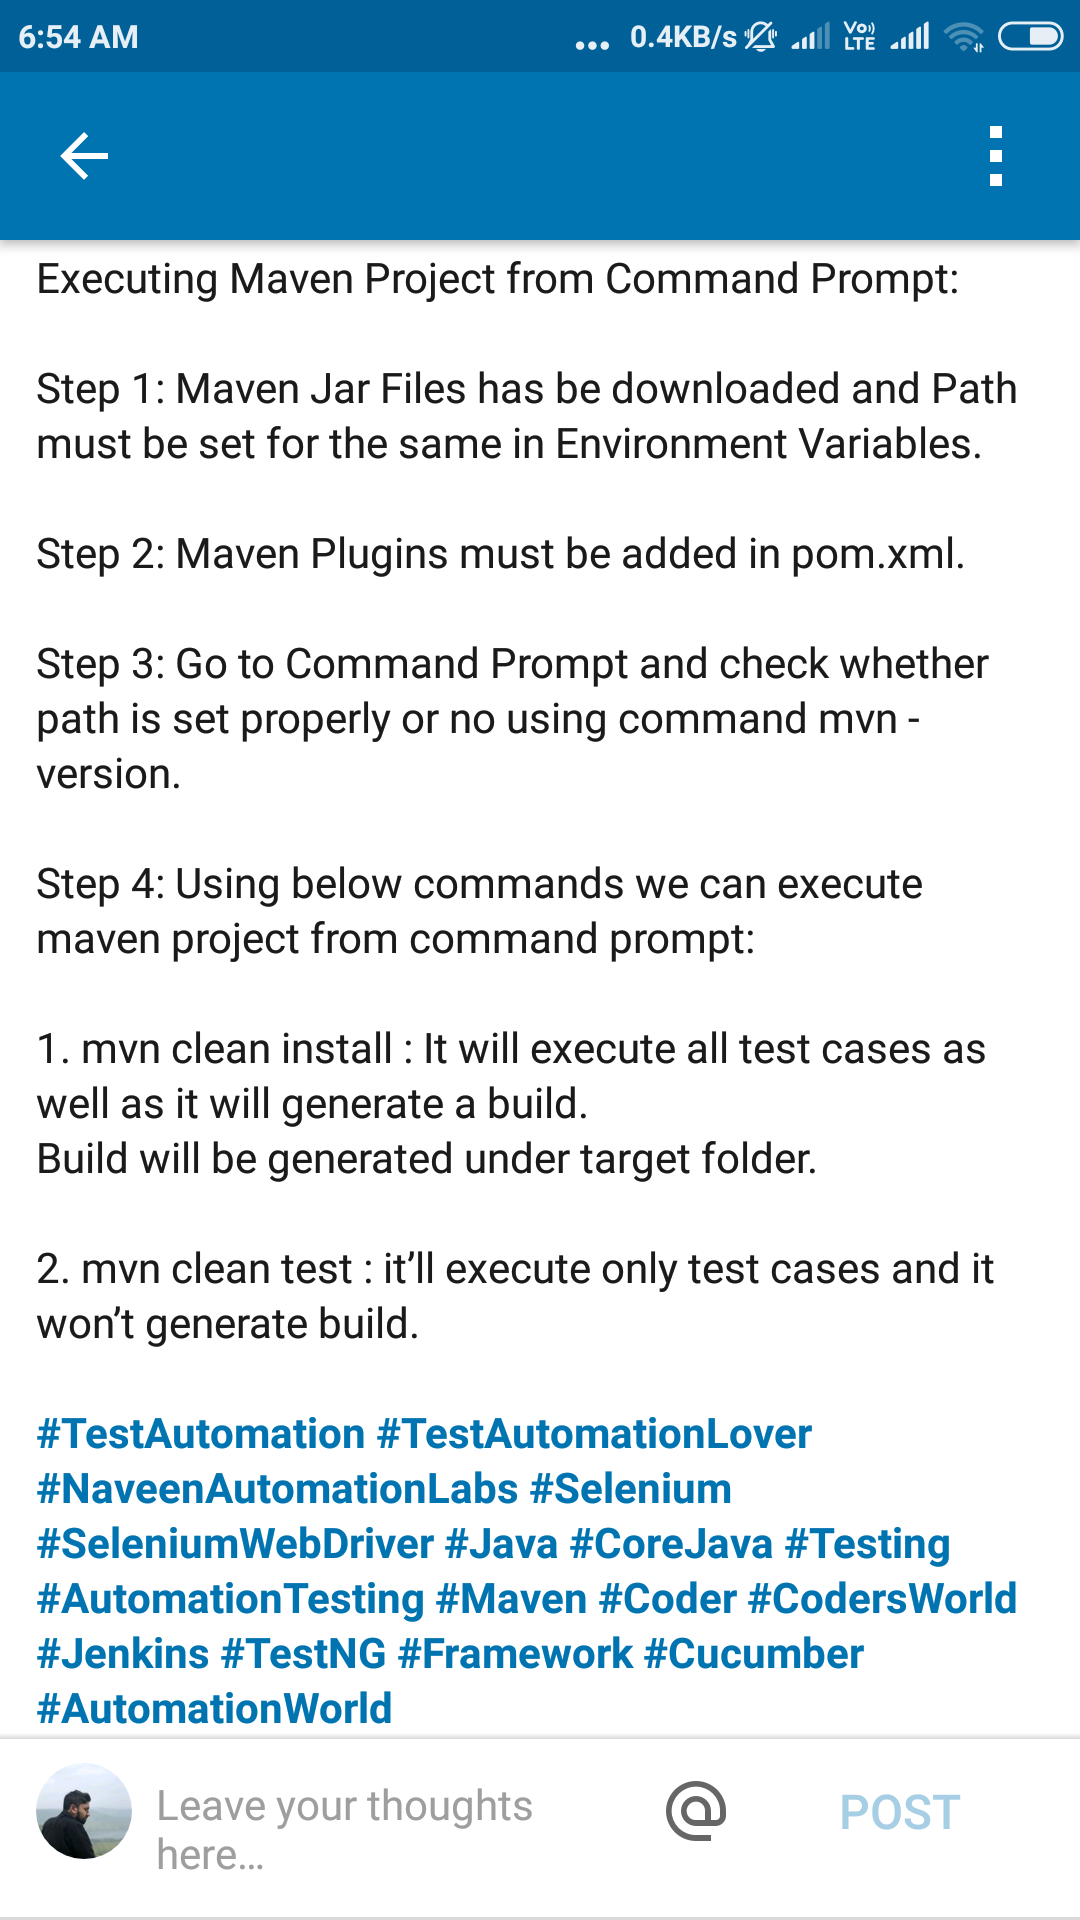 6:54 AM
... 0.4KB/s Vo)) LTE
Executing Maven Project from Command Prompt:
Step 1: Maven Jar Files has be downloaded and Path
must be set for the same in Environment Variables.
Step 2: Maven Plugins must be added in pom.xml.
Step 3: Go to Command Prompt and check whether
path is set properly or no using command mvn -
version.
Step 4: Using below commands we can execute
maven project from command prompt:
1. mvn clean install : It will execute all test cases as
well as it will generate a build.
Build will be generated under target folder.
2. mvn clean test : it’ll execute only test cases and it
won’t generate build.
#TestAutomation #TestAutomationLover
#NaveenAutomationLabs #Selenium
#SeleniumWebDriver #Java #CoreJava #Testing
#AutomationTesting #Maven #Coder #CodersWorld
#Jenkins #TestNG #Framework #Cucumber
#AutomationWorld
Leave your thoughts
here...
@
POST